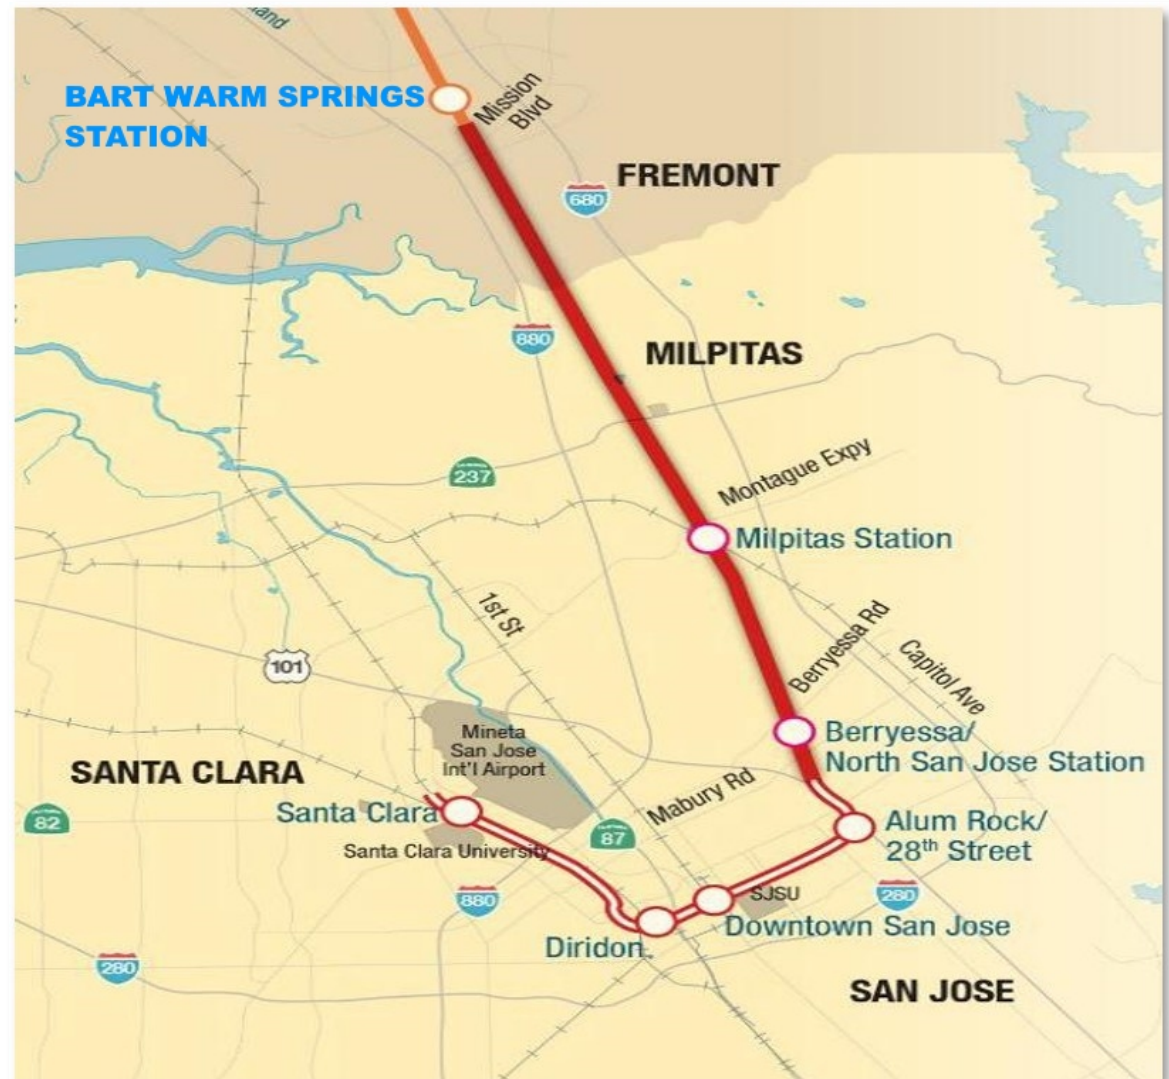 BART WARM SPRINGS
STATION
Mission
Blvd
FREMONT
680
880
MILPITAS
237
Montague Expy
Milpitas Station
1st St
Berryessa Rd
Capitol Ave
101
Mineta
San Jose
Int'l Airport
Berryessa/
North San Jose Station
SANTA CLARA
Mabury Rd
Santa Clara
82
87
Alum Rock/
28th Street
Santa Clara University
880
SJSU
280
Downtown San Jose
Diridon
280
SAN JOSE